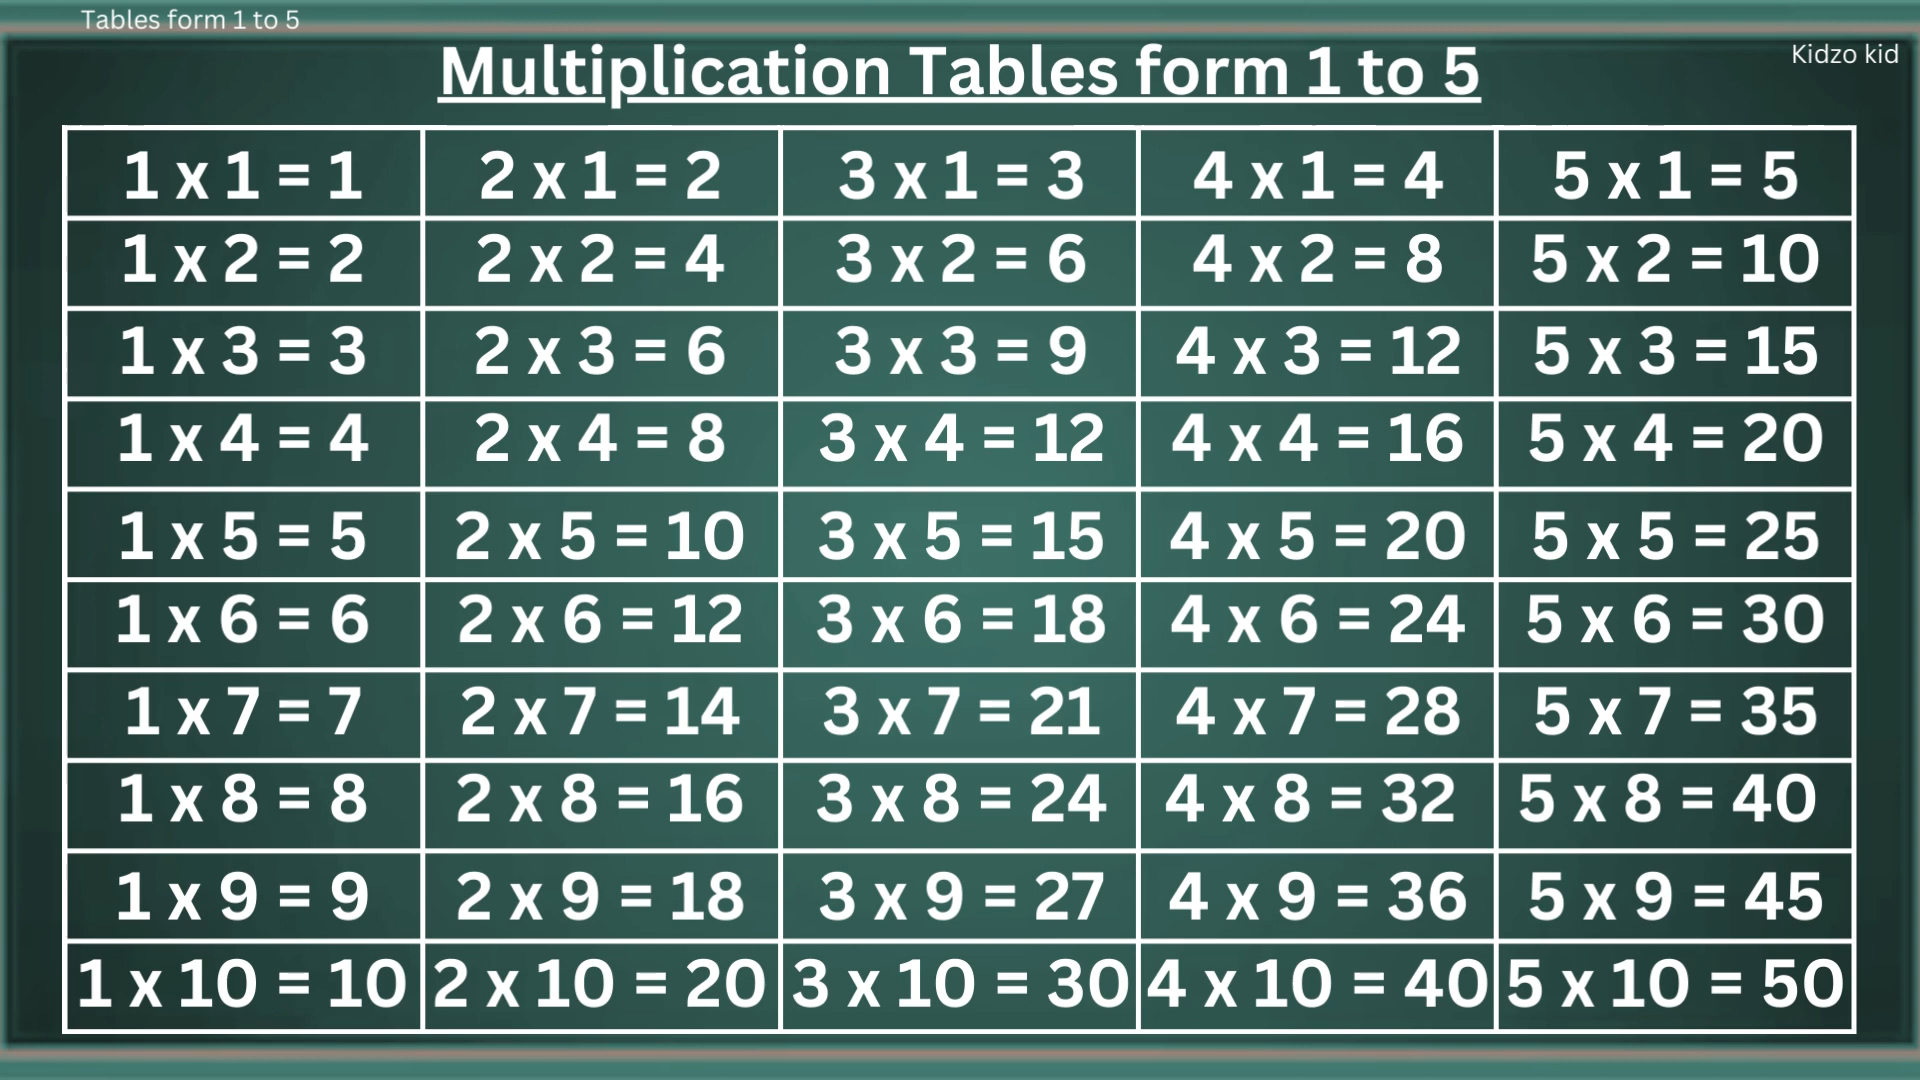 Tables form 1 to 5
Multiplication Tables form 1 to 5
Kidzo kid
1 x 1 = 1 2 x 1 = 2 3 x 1 = 3 4 x 1 = 4 5 x 1 = 5
1 x 2 = 2 2 x 2 = 4 3 x 2 = 6 4 x 2 = 8 5 x 2 = 10
1 x 3 = 3 2 x 3 = 6 3 x 3 = 9 4 x 3 = 12 5 x 3 = 15
1 x 4 = 4 2 x 4 = 8 3 x 4 = 12 4 x 4 = 16 5 x 4 = 20
1 x 5 = 5 2 x 5 = 10 3 x 5 = 15 4 x 5 = 20 5 x 5 = 25
1 x 6 = 6 2 x 6 = 12 3 x 6 = 18 4 x 6 = 24 5 x 6 = 30
1 x 7 = 7 2 x 7 = 14 3 x 7 = 21 4 x 7 = 28 5 x 7 = 35
1 x 8 = 8 2 x 8 = 16 3 x 8 = 24 4 x 8 = 32 5 x 8 = 40
1 x 9 = 9 2 x 9 = 18 3 x 9 = 27 4 x 9 = 36 5 x 9 = 45
1 x 10 = 10 2 x 10 = 20 3 x 10 = 30 4 x 10 = 40 5 x 10 = 50